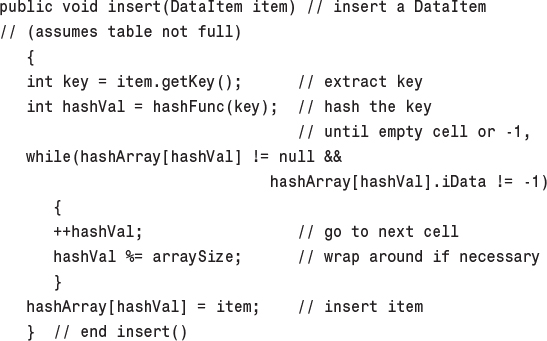 public void insert(DataItem item) // insert a DataItem
// (assumes table not full)
{
int key = item.getKey(); // extract key
int hashVal = hashFunc(key); // hash the key
// until empty cell or -1,
while(hashArray[hashVal] != null &&
hashArray[hashVal].iData != -1)
{
++hashVal; // go to next cell
hashVal %= arraySize; // wrap around if necessary
}
hashArray[hashVal] = item; // insert item
} // end insert()